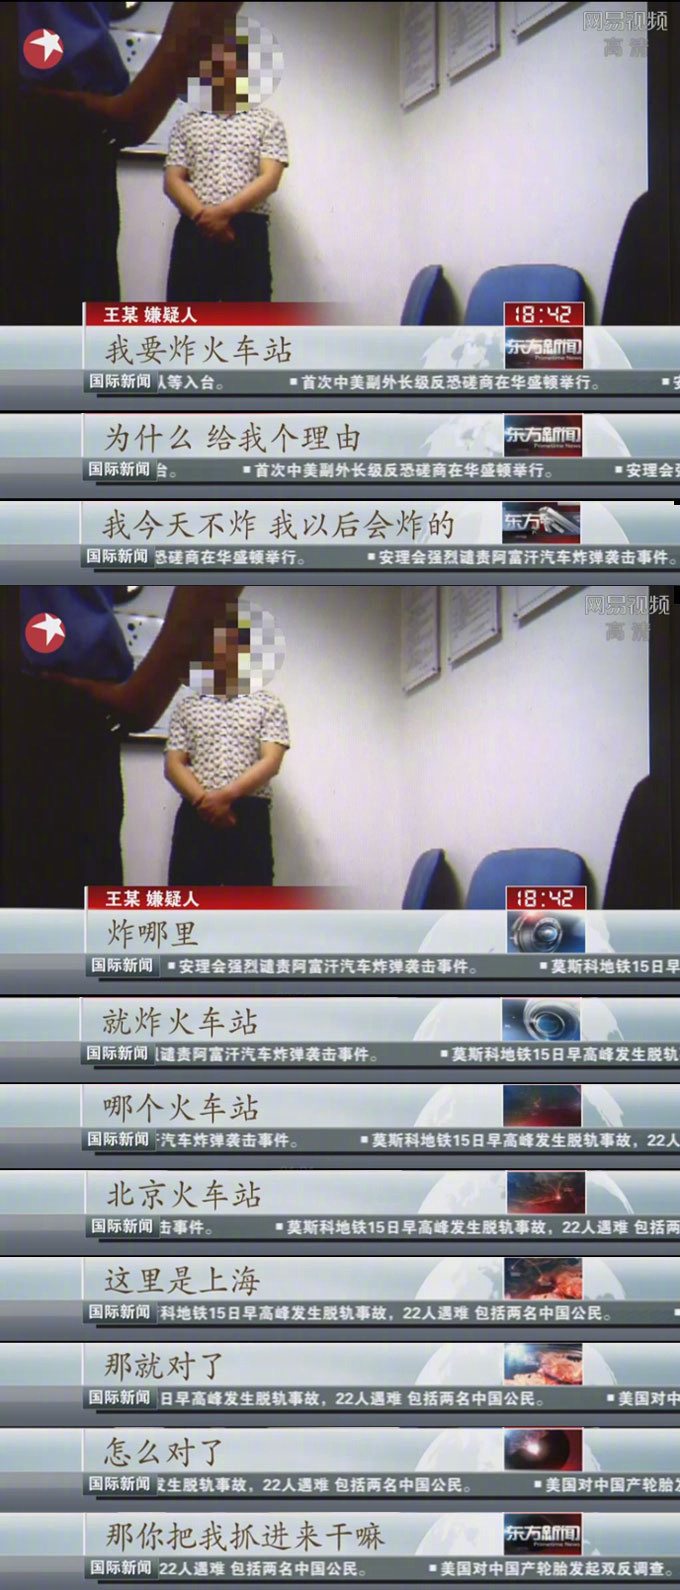 网易视频
高清
王某 嫌疑人
18:42
我要炸火车站
东方新闻
Primetime News
国际新闻
人等入台。 ■首次中美副外长级反恐磋商在华盛顿举行。 ■安
为什么 给我个理由
东方新闻
Primetime News
国际新闻
台。 ■首次中美副外长级反恐磋商在华盛顿举行。 ■安理会强
我今天不炸 我以后会炸的
东方
国际新闻
恐磋商在华盛顿举行。 ■安理会强烈谴责阿富汗汽车炸弹袭击事件。
网易视频
高清
王某 嫌疑人
18:42
炸哪里
国际新闻
■安理会强烈谴责阿富汗汽车炸弹袭击事件。 ■莫斯科地铁15日早
就炸火车站
国际新闻
谴责阿富汗汽车炸弹袭击事件。 ■莫斯科地铁15日早高峰发生脱轨
哪个火车站
国际新闻
汽车炸弹袭击事件。 ■莫斯科地铁15日早高峰发生脱轨事故，22人
北京火车站
国际新闻
击事件。 ■莫斯科地铁15日早高峰发生脱轨事故，22人遇难 包括两
这里是上海
国际新闻
科地铁15日早高峰发生脱轨事故，22人遇难 包括两名中国公民。
那就对了
国际新闻
日早高峰发生脱轨事故，22人遇难 包括两名中国公民。 ■美国对中
怎么对了
国际新闻
发生脱轨事故，22人遇难 包括两名中国公民。 ■美国对中国产轮胎发
那你把我抓进来干嘛
东方新闻
Primetime News
国际新闻
22人遇难 包括两名中国公民。 ■美国对中国产轮胎发起双反调查。